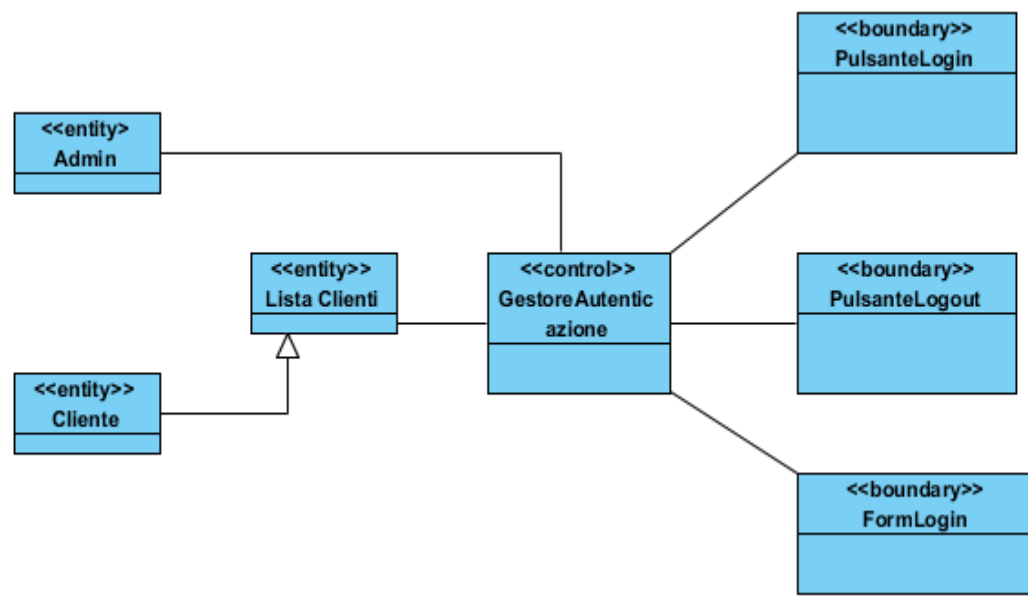 <<boundary>>
PulsanteLogin
<<entity>
Admin
<<entity>>
Lista Clienti
<<control>>
GestoreAutentic
azione
<<boundary>>
PulsanteLogout
<<entity>>
Cliente
<<boundary>>
FormLogin